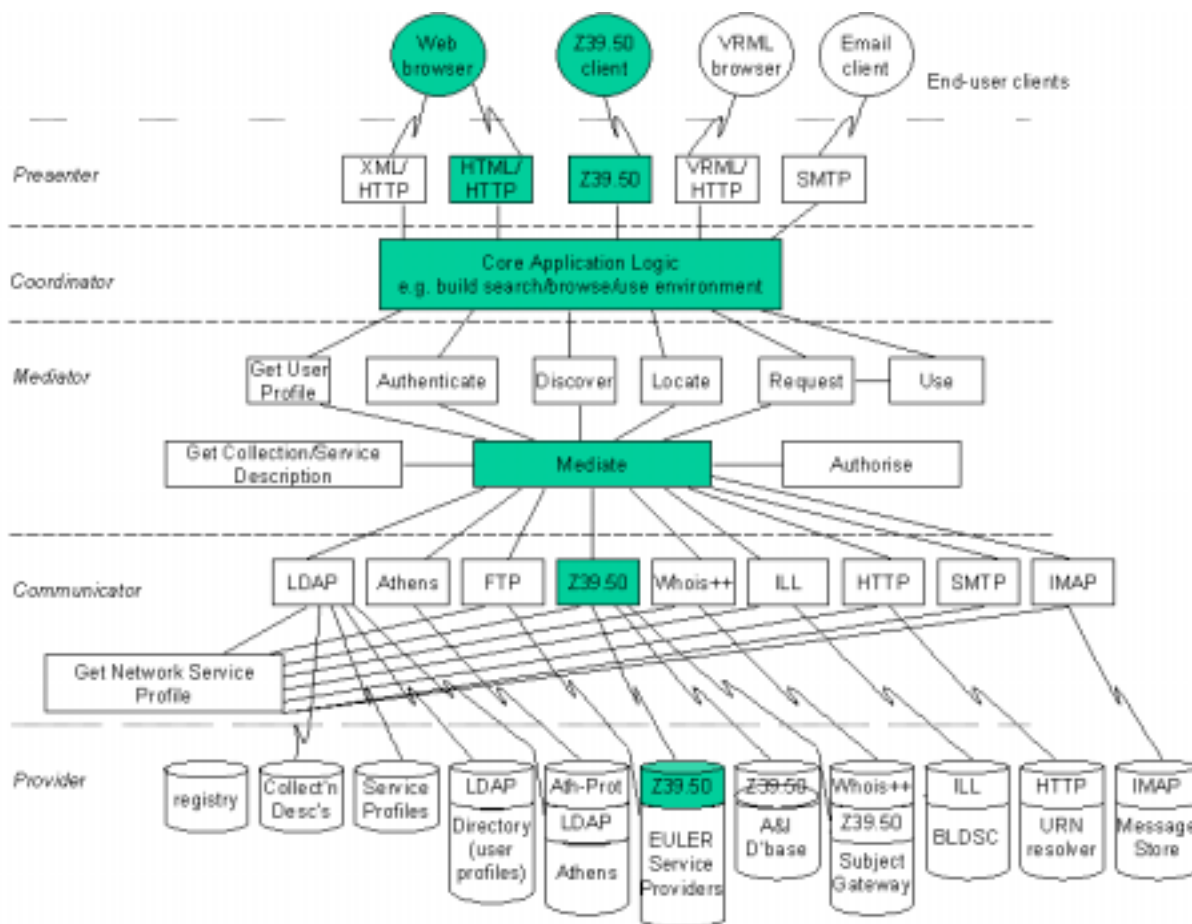 Web
browser
Z39.50
client
VRML
browser
Email
client
End-user clients
Presenter
XML/
HTTP
HTML/
HTTP
Z39.50
VRML/
HTTP
SMTP
Coordinator
Core Application Logic
e.g. build search/browse/use environment
Mediator
Get User
Profile
Authenticate
Discover
Locate
Request
Use
Get Collection/Service
Description
Mediate
Authorise
Communicator
LDAP
Athens
FTP
Z39.50
Whois++
ILL
HTTP
SMTP
IMAP
Get Network Service
Profile
Provider
registry
Collect'n
Desc's
Service
Profiles
LDAP
Directory
(user
profiles)
Ath-Prot
LDAP
Athens
Z39.50
EULER
Service
Providers
Z39.50
A&I
D'base
Whois++
Z39.50
Subject
Gateway
ILL
BLDSC
HTTP
URN
resolver
IMAP
Message
Store